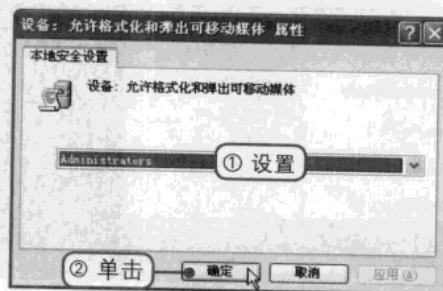 设备: 允许格式化和弹出可移动媒体 属性
本地安全设置
设备: 允许格式化和弹出可移动媒体
Administrators
① 设置
② 单击
确定
取消
应用(A)